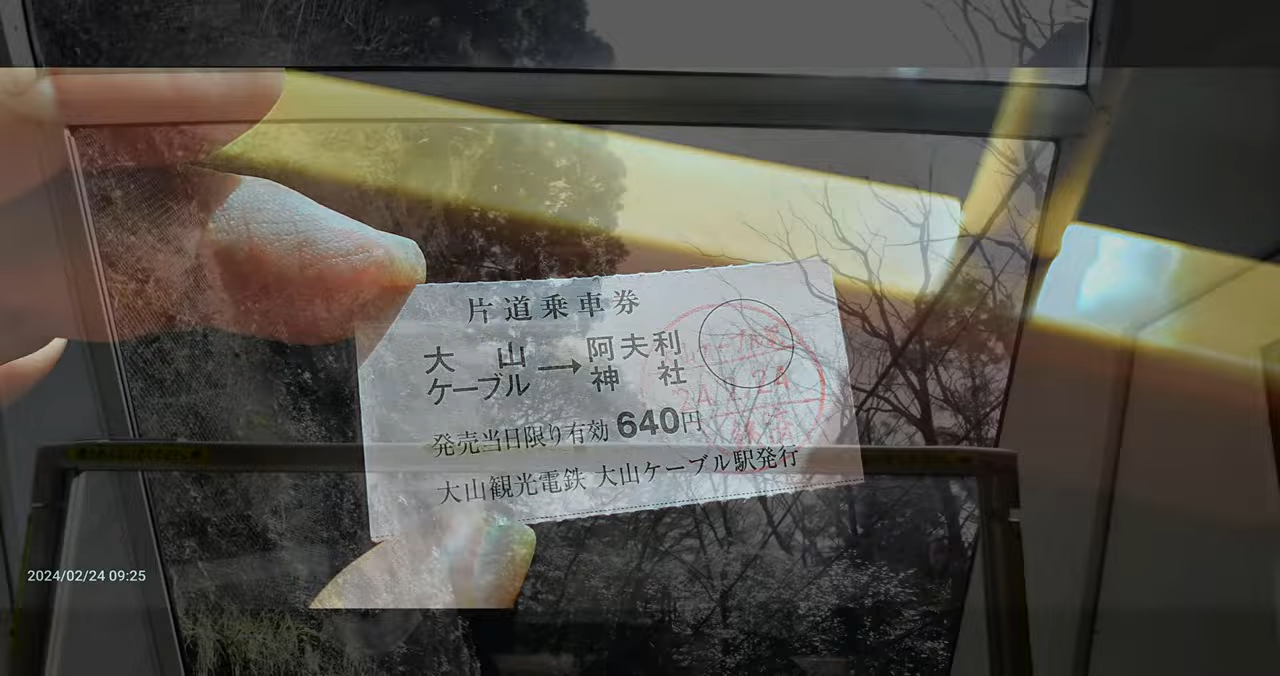 片道乗車券
大山ケーブル→阿夫利神社
発売当日限り有効 640円
大山観光電鉄 大山ケーブル駅発行
2024/02/24 09:25